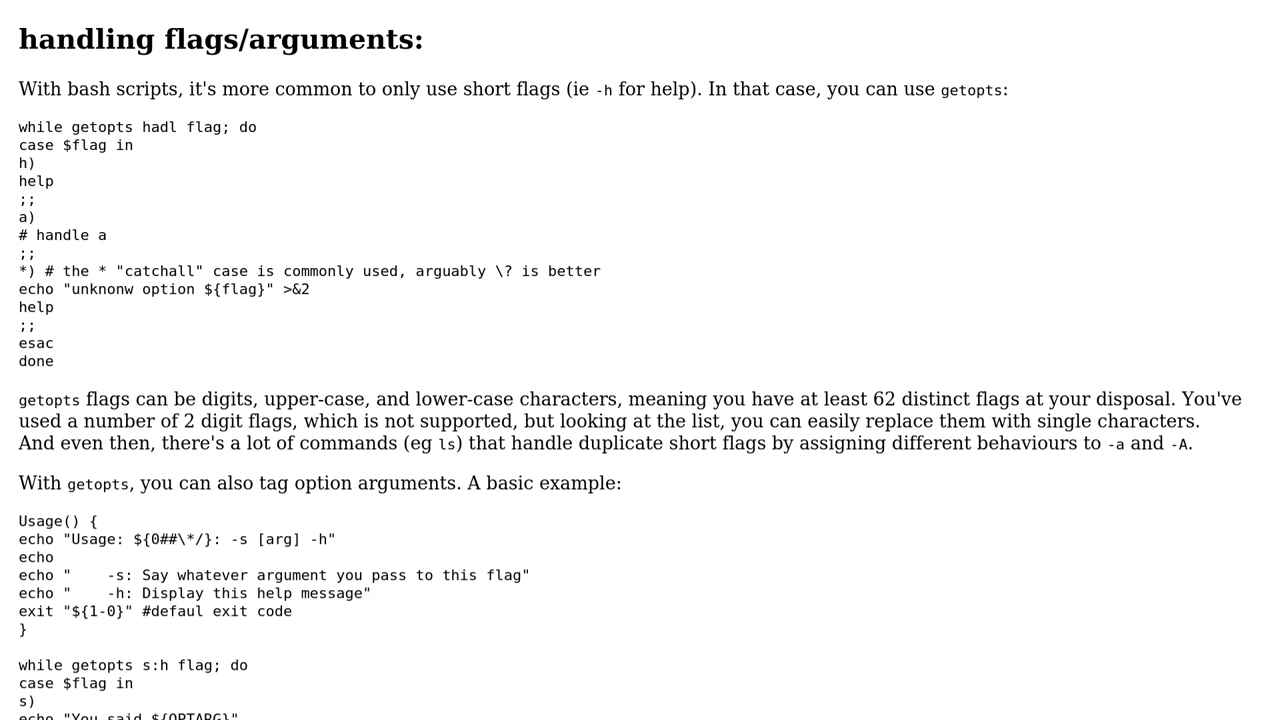 handling flags/arguments:
With bash scripts, it's more common to only use short flags (ie -h for help). In that case, you can use getopts:
while getopts hadl flag; do
case $flag in
h)
help
;;
a)
# handle a
;;
*) # the * "catchall" case is commonly used, arguably \? is better
echo "unknonw option ${flag}" >&2
help
;;
esac
done
getopts flags can be digits, upper-case, and lower-case characters, meaning you have at least 62 distinct flags at your disposal. You've
used a number of 2 digit flags, which is not supported, but looking at the list, you can easily replace them with single characters.
And even then, there's a lot of commands (eg ls) that handle duplicate short flags by assigning different behaviours to -a and -A.
With getopts, you can also tag option arguments. A basic example:
Usage() {
echo "Usage: ${0##\*/}: -s [arg] -h"
echo
echo "    -s: Say whatever argument you pass to this flag"
echo "    -h: Display this help message"
exit "${1-0}" #defaul exit code
}
while getopts s:h flag; do
case $flag in
s)
echo "You said ${OPTARG}"